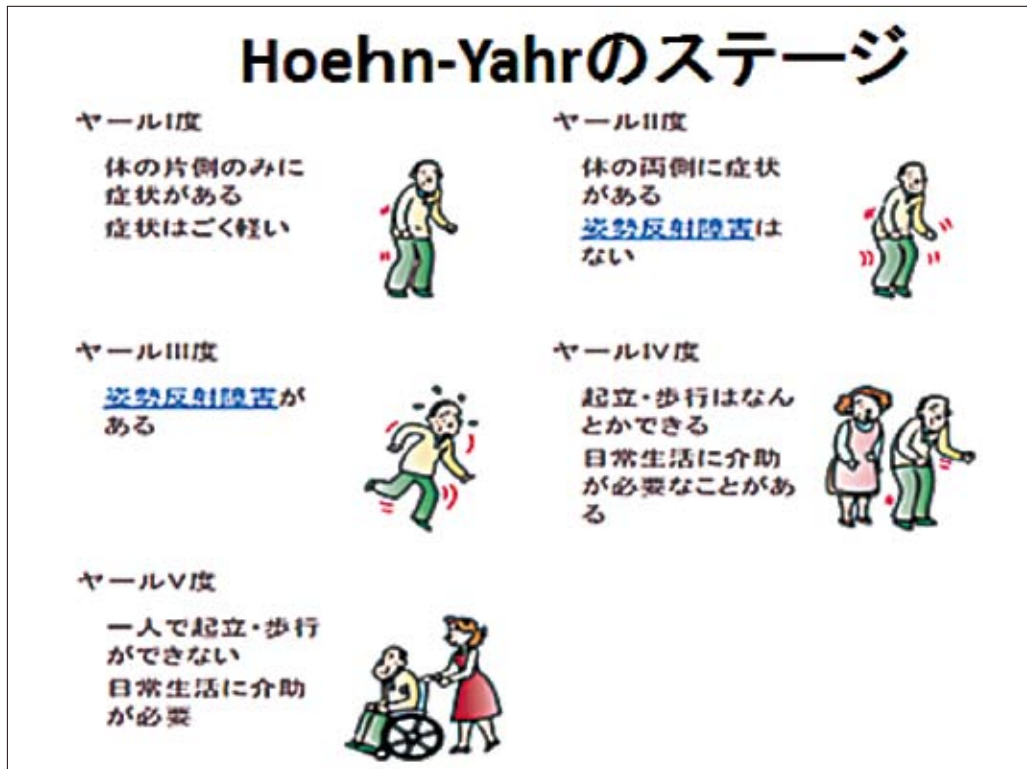 Hoehn-Yahrのステージ
ヤールI度
体の片側のみに
症状がある
症状はごく軽い
ヤールII度
体の両側に症状
がある
姿勢反射障害は
ない
ヤールIII度
姿勢反射障害が
ある
ヤールIV度
起立・歩行はなん
とかできる
日常生活に介助
が必要なことがあ
る
ヤールV度
一人で起立・歩行
ができない
日常生活に介助
が必要